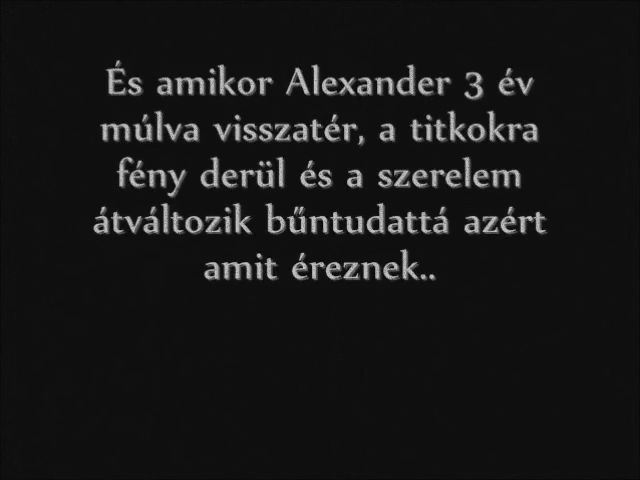 És amikor Alexander 3 év
múlva visszatér, a titkokra
fény derül és a szerelem
átváltozik bűntudattá azért
amit éreznek..